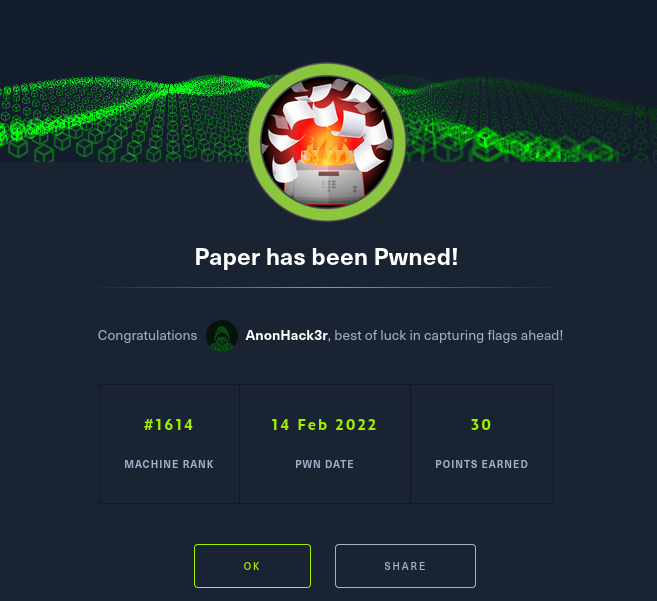 Paper has been Pwned!
Congratulations AnonHack3r, best of luck in capturing flags ahead!
#1614 14 Feb 2022 30
MACHINE RANK PWN DATE POINTS EARNED
OK SHARE